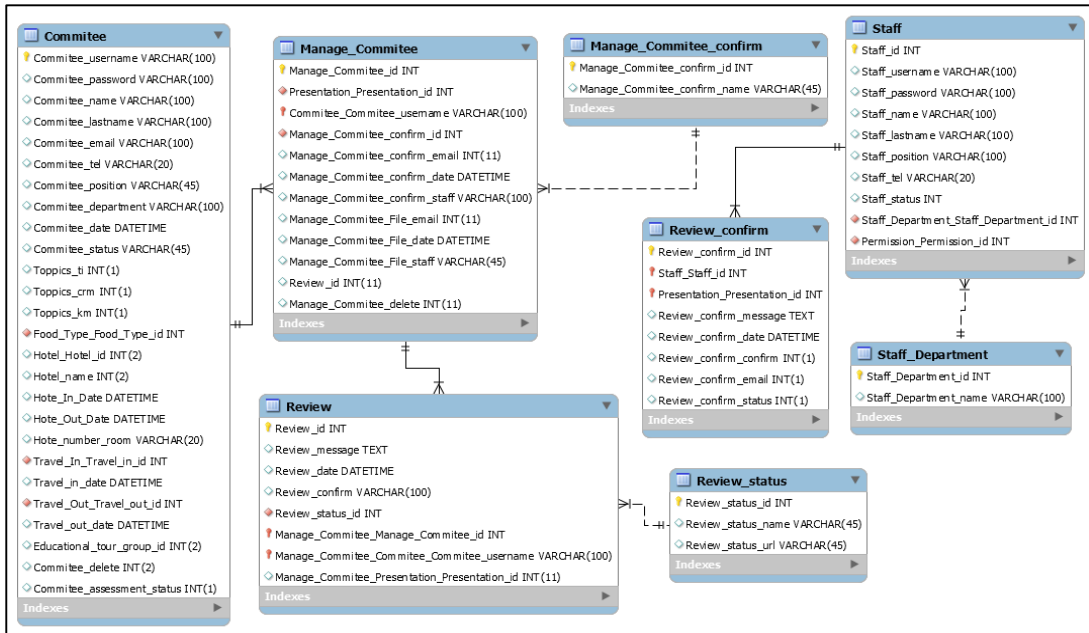 Commitee
Commitee_username VARCHAR(100)
Commitee_password VARCHAR(100)
Commitee_name VARCHAR(100)
Commitee_lastname VARCHAR(100)
Commitee_email VARCHAR(100)
Commitee_tel VARCHAR(20)
Commitee_position VARCHAR(45)
Commitee_department VARCHAR(100)
Commitee_date DATETIME
Commitee_status VARCHAR(45)
Toppics_ti INT(1)
Toppics_crm INT(1)
Toppics_km INT(1)
Food_Type_Food_Type_id INT
Hotel_Hotel_id INT(2)
Hotel_name INT(2)
Hote_In_Date DATETIME
Hote_Out_Date DATETIME
Hote_number_room VARCHAR(20)
Travel_In_Travel_in_id INT
Travel_in_date DATETIME
Travel_Out_Travel_out_id INT
Travel_out_date DATETIME
Educational_tour_group_id INT(2)
Commitee_delete INT(2)
Commitee_assessment_status INT(1)
Indexes
Manage_Commitee
Manage_Commitee_id INT
Presentation_Presentation_id INT
Commitee_Commitee_username VARCHAR(100)
Manage_Commitee_confirm_id INT
Manage_Commitee_confirm_email INT(11)
Manage_Commitee_confirm_date DATETIME
Manage_Commitee_confirm_staff VARCHAR(100)
Manage_Commitee_File_email INT(11)
Manage_Commitee_File_date DATETIME
Manage_Commitee_File_staff VARCHAR(45)
Review_id INT(11)
Manage_Commitee_delete INT(11)
Indexes
Manage_Commitee_confirm
Manage_Commitee_confirm_id INT
Manage_Commitee_confirm_name VARCHAR(45)
Indexes
Staff
Staff_id INT
Staff_username VARCHAR(100)
Staff_password VARCHAR(100)
Staff_name VARCHAR(100)
Staff_lastname VARCHAR(100)
Staff_position VARCHAR(100)
Staff_tel VARCHAR(20)
Staff_status INT
Staff_Department_Staff_Department_id INT
Permission_Permission_id INT
Indexes
Review_confirm
Review_confirm_id INT
Staff_Staff_id INT
Presentation_Presentation_id INT
Review_confirm_message TEXT
Review_confirm_date DATETIME
Review_confirm_confirm INT(1)
Review_confirm_email INT(1)
Review_confirm_status INT(1)
Indexes
Staff_Department
Staff_Department_id INT
Staff_Department_name VARCHAR(100)
Indexes
Review
Review_id INT
Review_message TEXT
Review_date DATETIME
Review_confirm VARCHAR(100)
Review_status_id INT
Manage_Commitee_Manage_Commitee_id INT
Manage_Commitee_Commitee_Commitee_username VARCHAR(100)
Manage_Commitee_Presentation_Presentation_id INT(11)
Indexes
Review_status
Review_status_id INT
Review_status_name VARCHAR(45)
Review_status_url VARCHAR(45)
Indexes